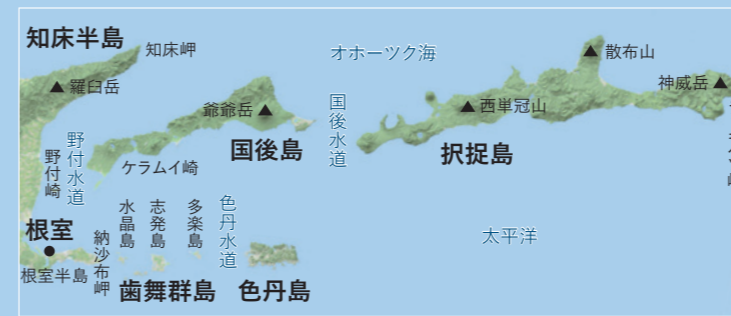 知床半島
知床岬
羅臼岳
オホーツク海
散布山
神威岳
爺爺岳
国後水道
西単冠山
国後島
択捉島
野付水道
野付崎
ケラムイ崎
水晶島
志発島
多楽島
色丹水道
根室
納沙布岬
太平洋
根室半島
歯舞群島
色丹島